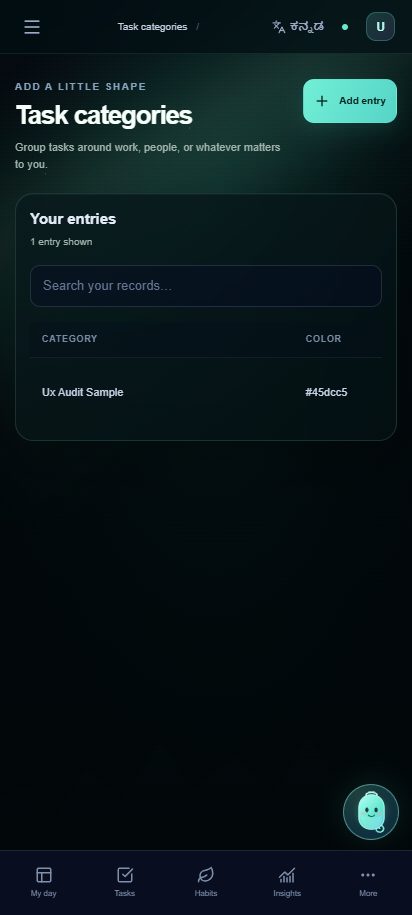 Task categories /
ಕನ್ನಡ
U
ADD A LITTLE SHAPE
Task categories
Add entry
Group tasks around work, people, or whatever matters
to you.
Your entries
1 entry shown
Search your records...
CATEGORY COLOR
Ux Audit Sample #45dcc5
My day Tasks Habits Insights More